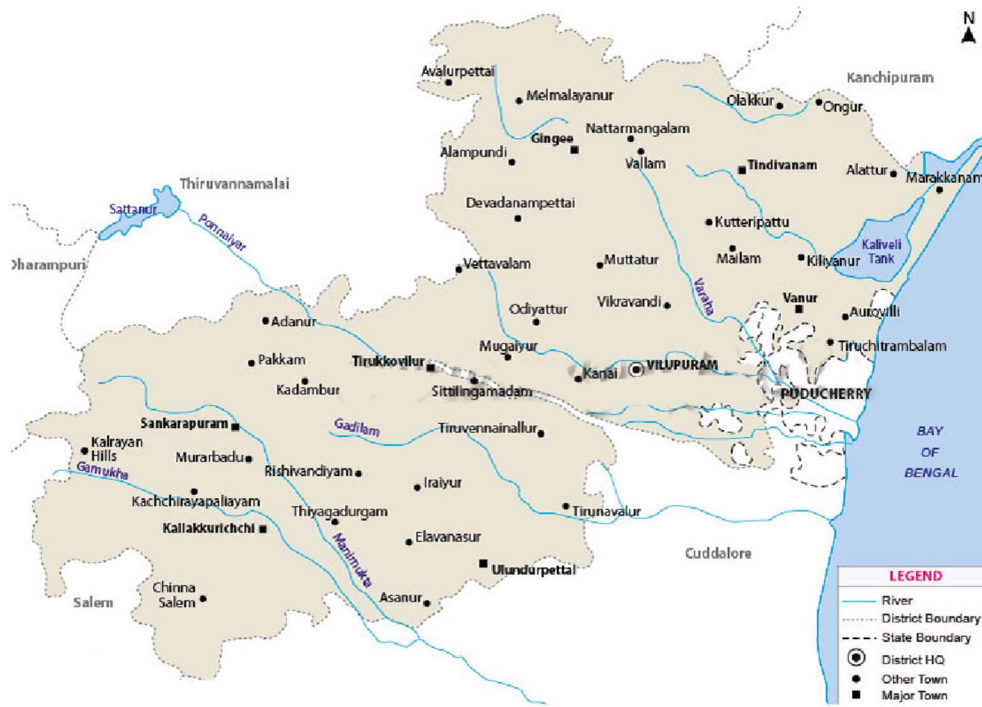 N
Avalurpettai
Kanchipuram
Melmalayanur
Olakkur
Ongur
Nattarmangalam
Gingee
Vallam
Alampundi
Tindivanam
Alattur
Marakkanam
Thiruvannamalai
Sattanur
Ponnaiyar
Devadanampettai
Kutteripattu
Kaliveli
Tank
Dharampuri
Vettavalam
Muttatur
Mailam
Kiliyanur
Varaha
Vikravandi
Vanur
Odiyattur
Aurovilli
Adanur
Tiruchitrambalam
Mugaiyur
Pakkam
Tirukkovilur
Kanai
VILUPURAM
Kadambur
Sittilingamadam
PUDUCHERRY
Sankarapuram
Gadilam
Tiruvennainallur
BAY
OF
BENGAL
Kalrayan
Hills
Murarbadu
Gamukha
Rishivandiyam
Iraiyur
Kachchirayapaliayam
Thiyagadurgam
Tirunavalur
Kallakkurichchi
Manimukta
Elavanasur
Cuddalore
Ulundurpettai
Chinna
Salem
Salem
Asanur
LEGEND
River
District Boundary
State Boundary
District HQ
Other Town
Major Town